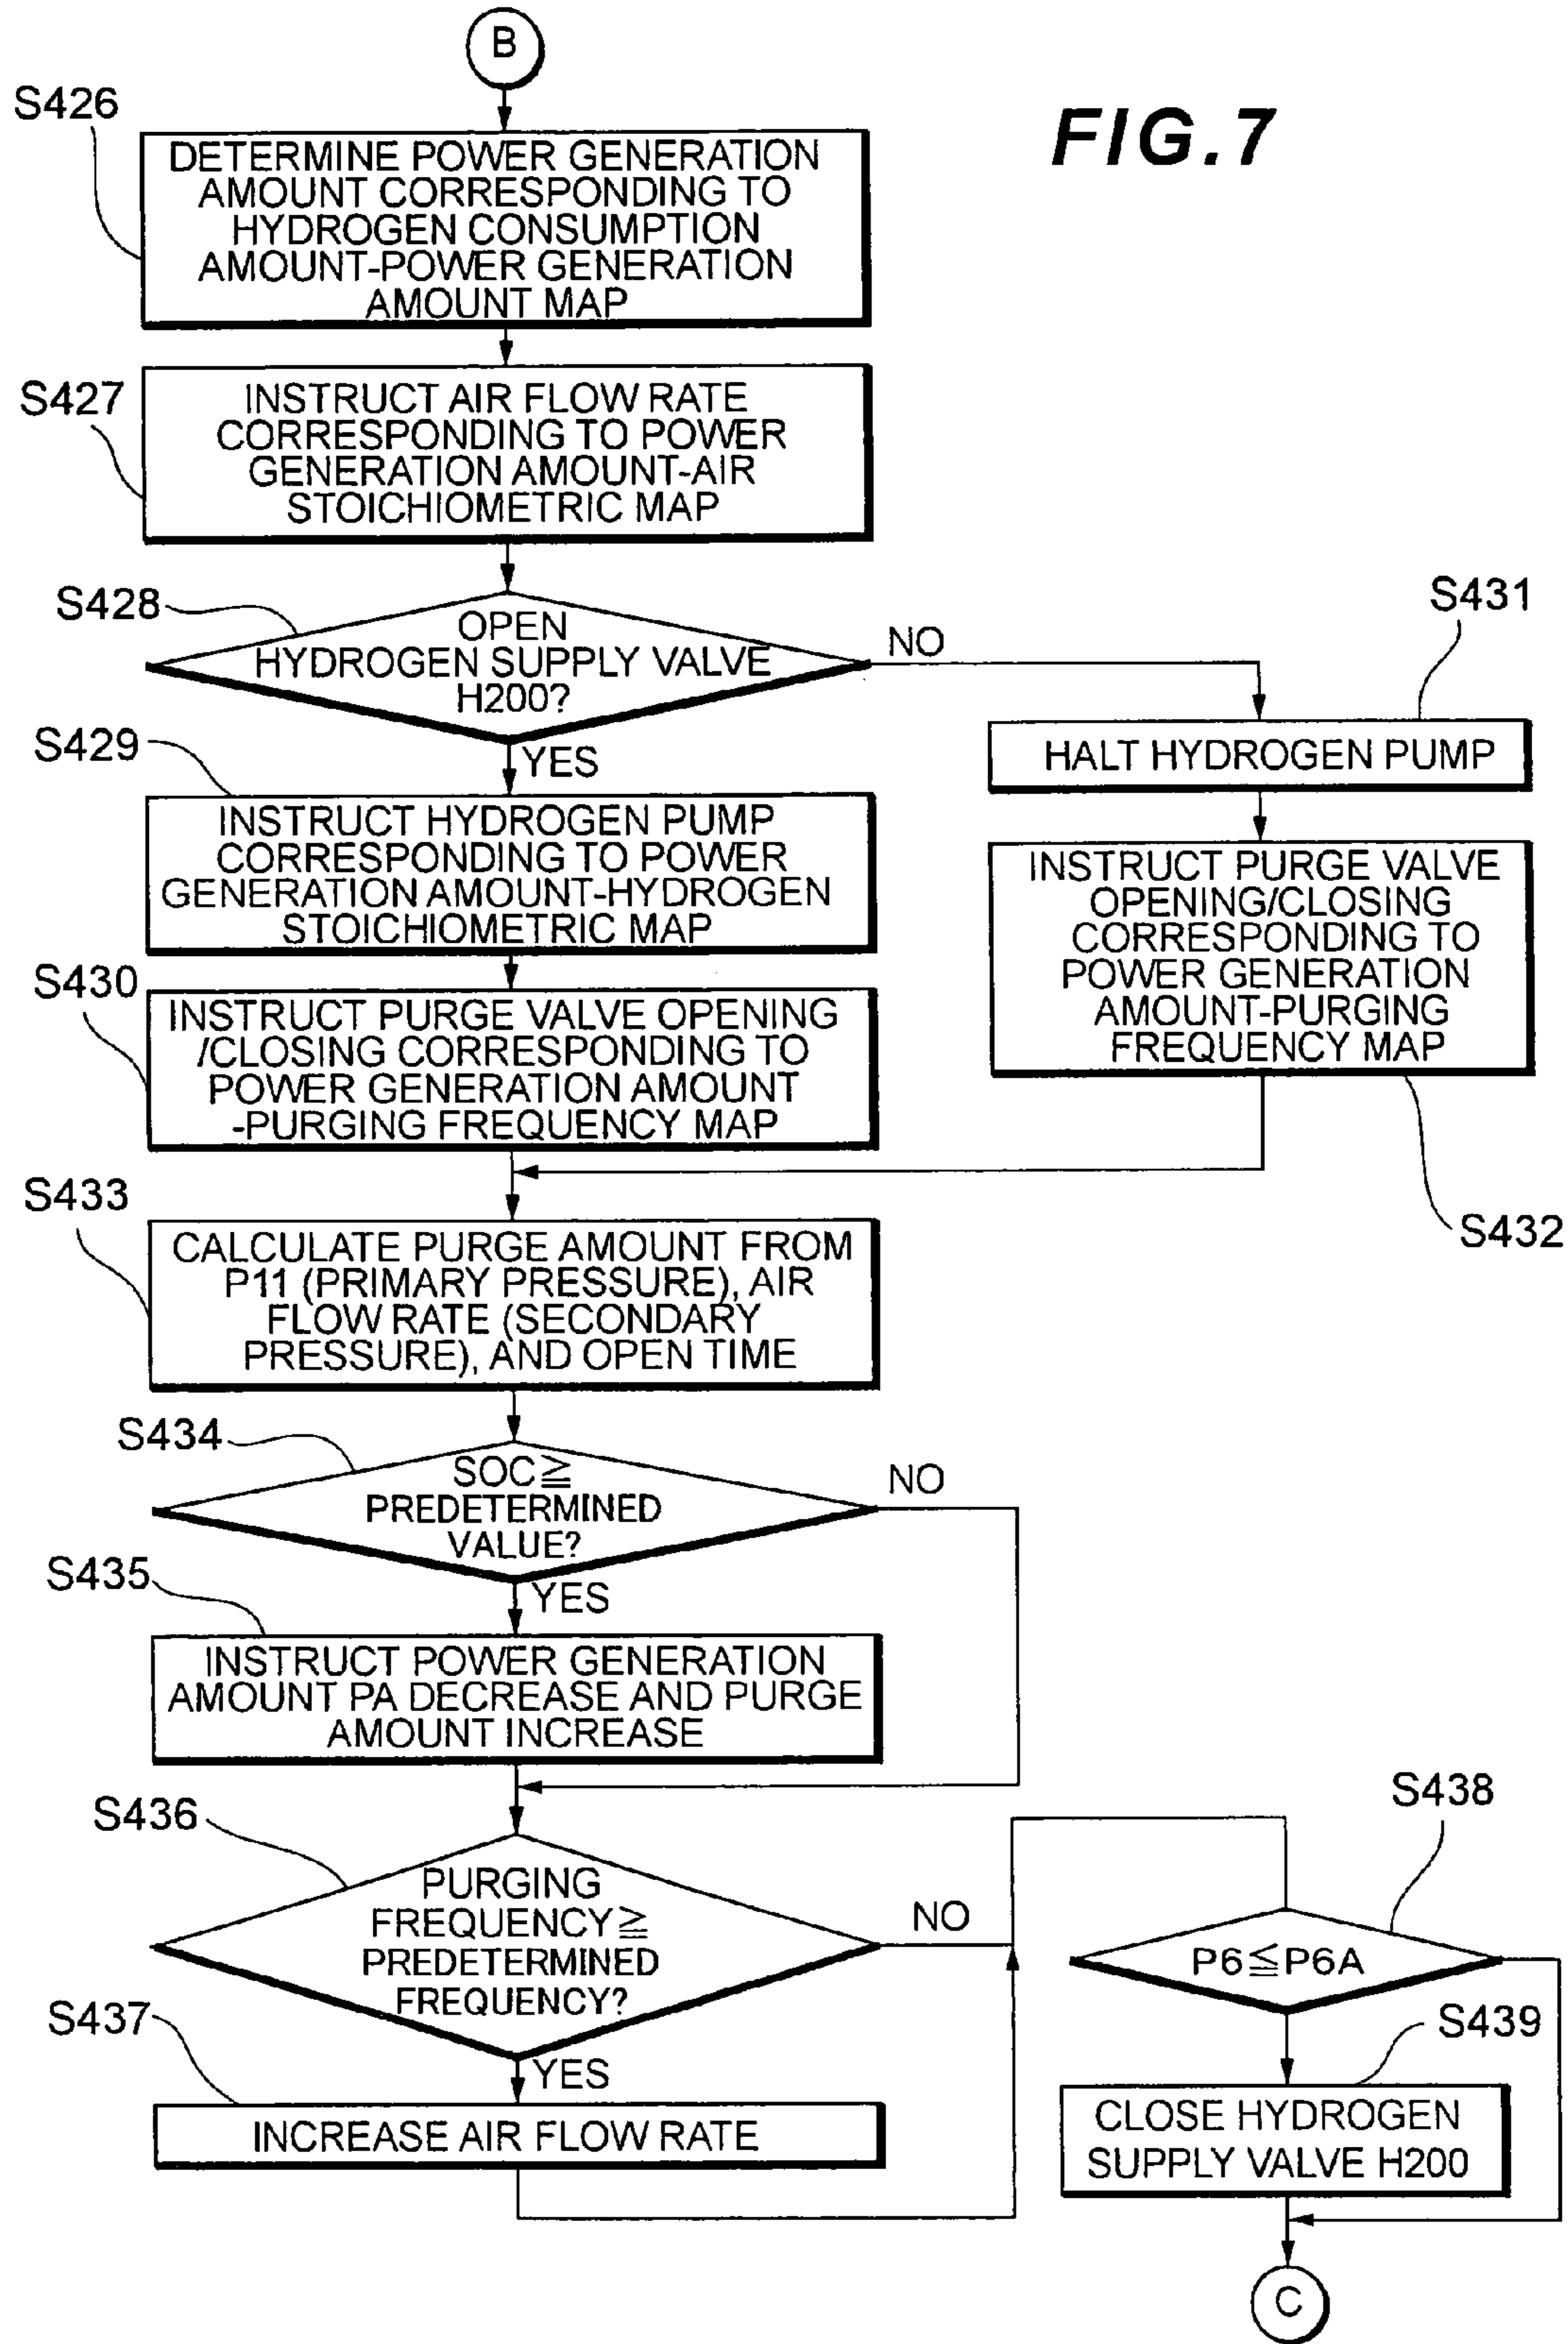 B
FIG.7
S426
DETERMINE POWER GENERATION
AMOUNT CORRESPONDING TO
HYDROGEN CONSUMPTION
AMOUNT-POWER GENERATION
AMOUNT MAP
S427
INSTRUCT AIR FLOW RATE
CORRESPONDING TO POWER
GENERATION AMOUNT-AIR
STOICHIOMETRIC MAP
S428
OPEN
HYDROGEN SUPPLY VALVE
H200?
NO
YES
S431
HALT HYDROGEN PUMP
S429
INSTRUCT HYDROGEN PUMP
CORRESPONDING TO POWER
GENERATION AMOUNT-HYDROGEN
STOICHIOMETRIC MAP
INSTRUCT PURGE VALVE
OPENING/CLOSING
CORRESPONDING TO
POWER GENERATION
AMOUNT-PURGING
FREQUENCY MAP
S432
S430
INSTRUCT PURGE VALVE OPENING
/CLOSING CORRESPONDING TO
POWER GENERATION AMOUNT
-PURGING FREQUENCY MAP
S433
CALCULATE PURGE AMOUNT FROM
P11 (PRIMARY PRESSURE), AIR
FLOW RATE (SECONDARY
PRESSURE), AND OPEN TIME
S434
SOC≧
PREDETERMINED
VALUE?
NO
YES
S435
INSTRUCT POWER GENERATION
AMOUNT PA DECREASE AND PURGE
AMOUNT INCREASE
S436
PURGING
FREQUENCY≧
PREDETERMINED
FREQUENCY?
NO
YES
S437
INCREASE AIR FLOW RATE
S438
P6≦P6A
S439
CLOSE HYDROGEN
SUPPLY VALVE H200
C